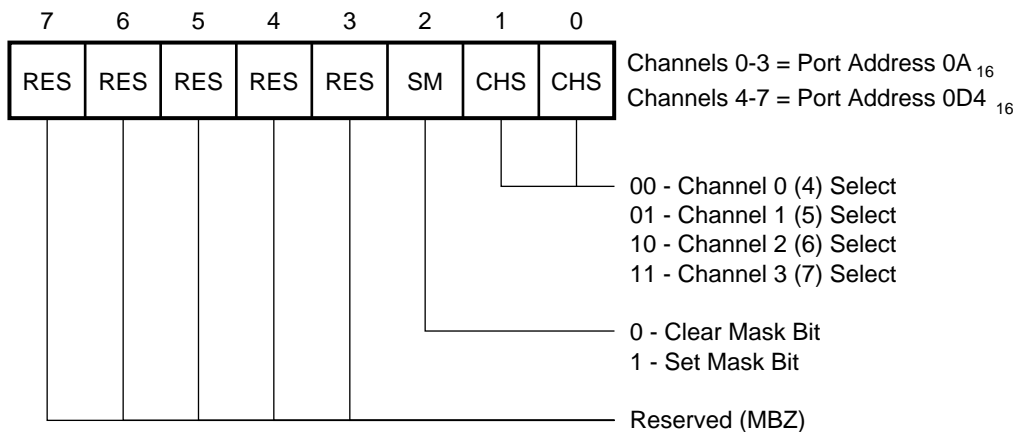 7 6 5 4 3 2 1 0
RES RES RES RES RES SM CHS CHS
Channels 0-3 = Port Address 0A 16
Channels 4-7 = Port Address 0D4 16
00 - Channel 0 (4) Select
01 - Channel 1 (5) Select
10 - Channel 2 (6) Select
11 - Channel 3 (7) Select
0 - Clear Mask Bit
1 - Set Mask Bit
Reserved (MBZ)